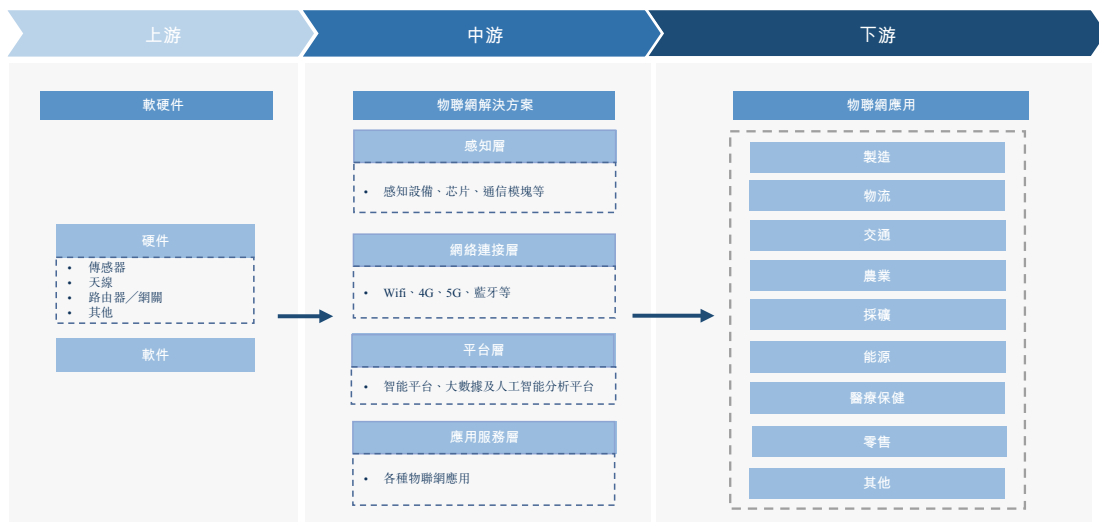 上游
中游
下游
軟硬件
硬件
• 傳感器
• 天線
• 路由器╱網關
• 其他
軟件
物聯網解決方案
感知層
• 感知設備、芯片、通信模塊等
網絡連接層
• Wifi、4G、5G、藍牙等
平台層
• 智能平台、大數據及人工智能分析平台
應用服務層
• 各種物聯網應用
物聯網應用
製造
物流
交通
農業
採礦
能源
醫療保健
零售
其他